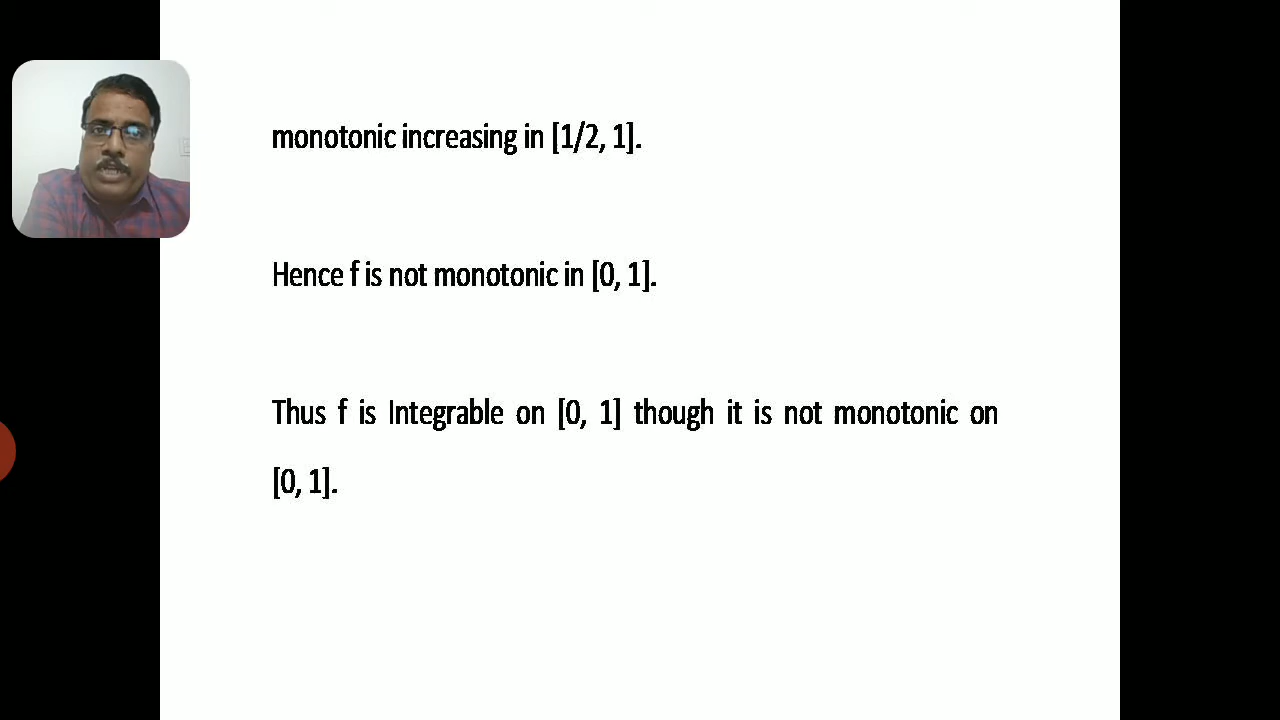 monotonic increasing in [1/2, 1].
Hence f is not monotonic in [0, 1].
Thus f is Integrable on [0, 1] though it is not monotonic on
[0, 1].